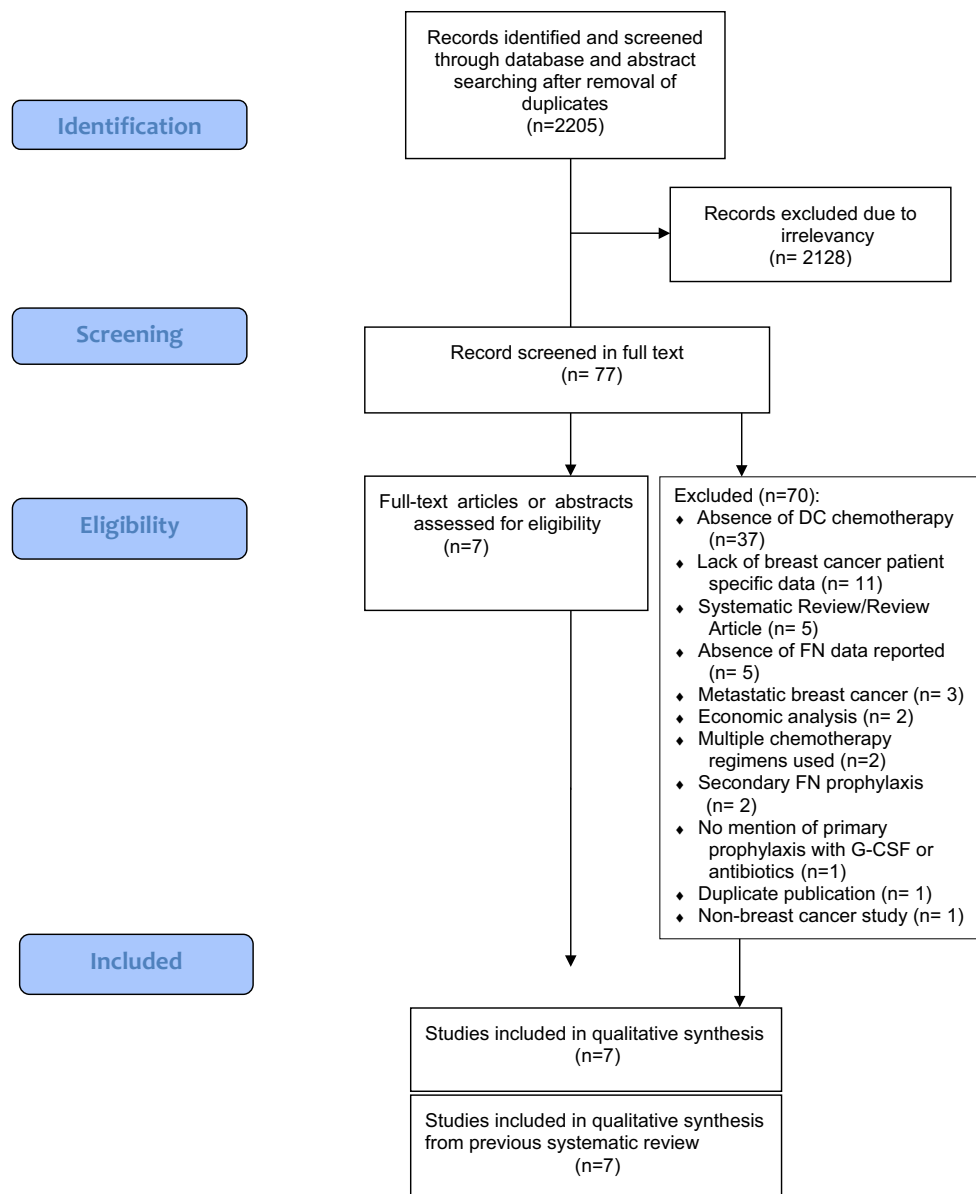 Records identified and screened
through database and abstract
searching after removal of
duplicates
(n=2205)
Identification
Records excluded due to
irrelevancy
(n= 2128)
Screening
Record screened in full text
(n= 77)
Eligibility
Full-text articles or abstracts
assessed for eligibility
(n=7)
Excluded (n=70):
♦ Absence of DC chemotherapy
(n=37)
♦ Lack of breast cancer patient
specific data (n= 11)
♦ Systematic Review/Review
Article (n= 5)
♦ Absence of FN data reported
(n= 5)
♦ Metastatic breast cancer (n= 3)
♦ Economic analysis (n= 2)
♦ Multiple chemotherapy
regimens used (n=2)
♦ Secondary FN prophylaxis
(n= 2)
♦ No mention of primary
prophylaxis with G-CSF or
antibiotics (n=1)
♦ Duplicate publication (n= 1)
♦ Non-breast cancer study (n= 1)
Included
Studies included in qualitative synthesis
(n=7)
Studies included in qualitative synthesis
from previous systematic review
(n=7)